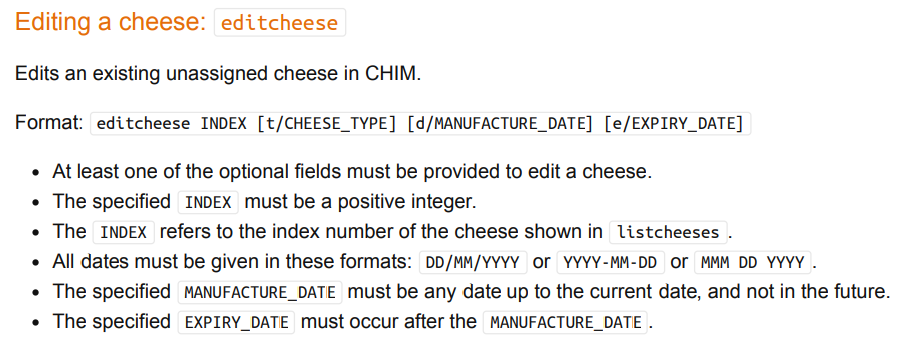 Editing a cheese: editcheese
Edits an existing unassigned cheese in CHIM.
Format: editcheese INDEX [t/CHEESE_TYPE] [d/MANUFACTURE_DATE] [e/EXPIRY_DATE]
• At least one of the optional fields must be provided to edit a cheese.
• The specified INDEX must be a positive integer.
• The INDEX refers to the index number of the cheese shown in listcheeses .
• All dates must be given in these formats: DD/MM/YYYY or YYYY-MM-DD or MMM DD YYYY .
• The specified MANUFACTURE_DATE must be any date up to the current date, and not in the future.
• The specified EXPIRY_DATE must occur after the MANUFACTURE_DATE .